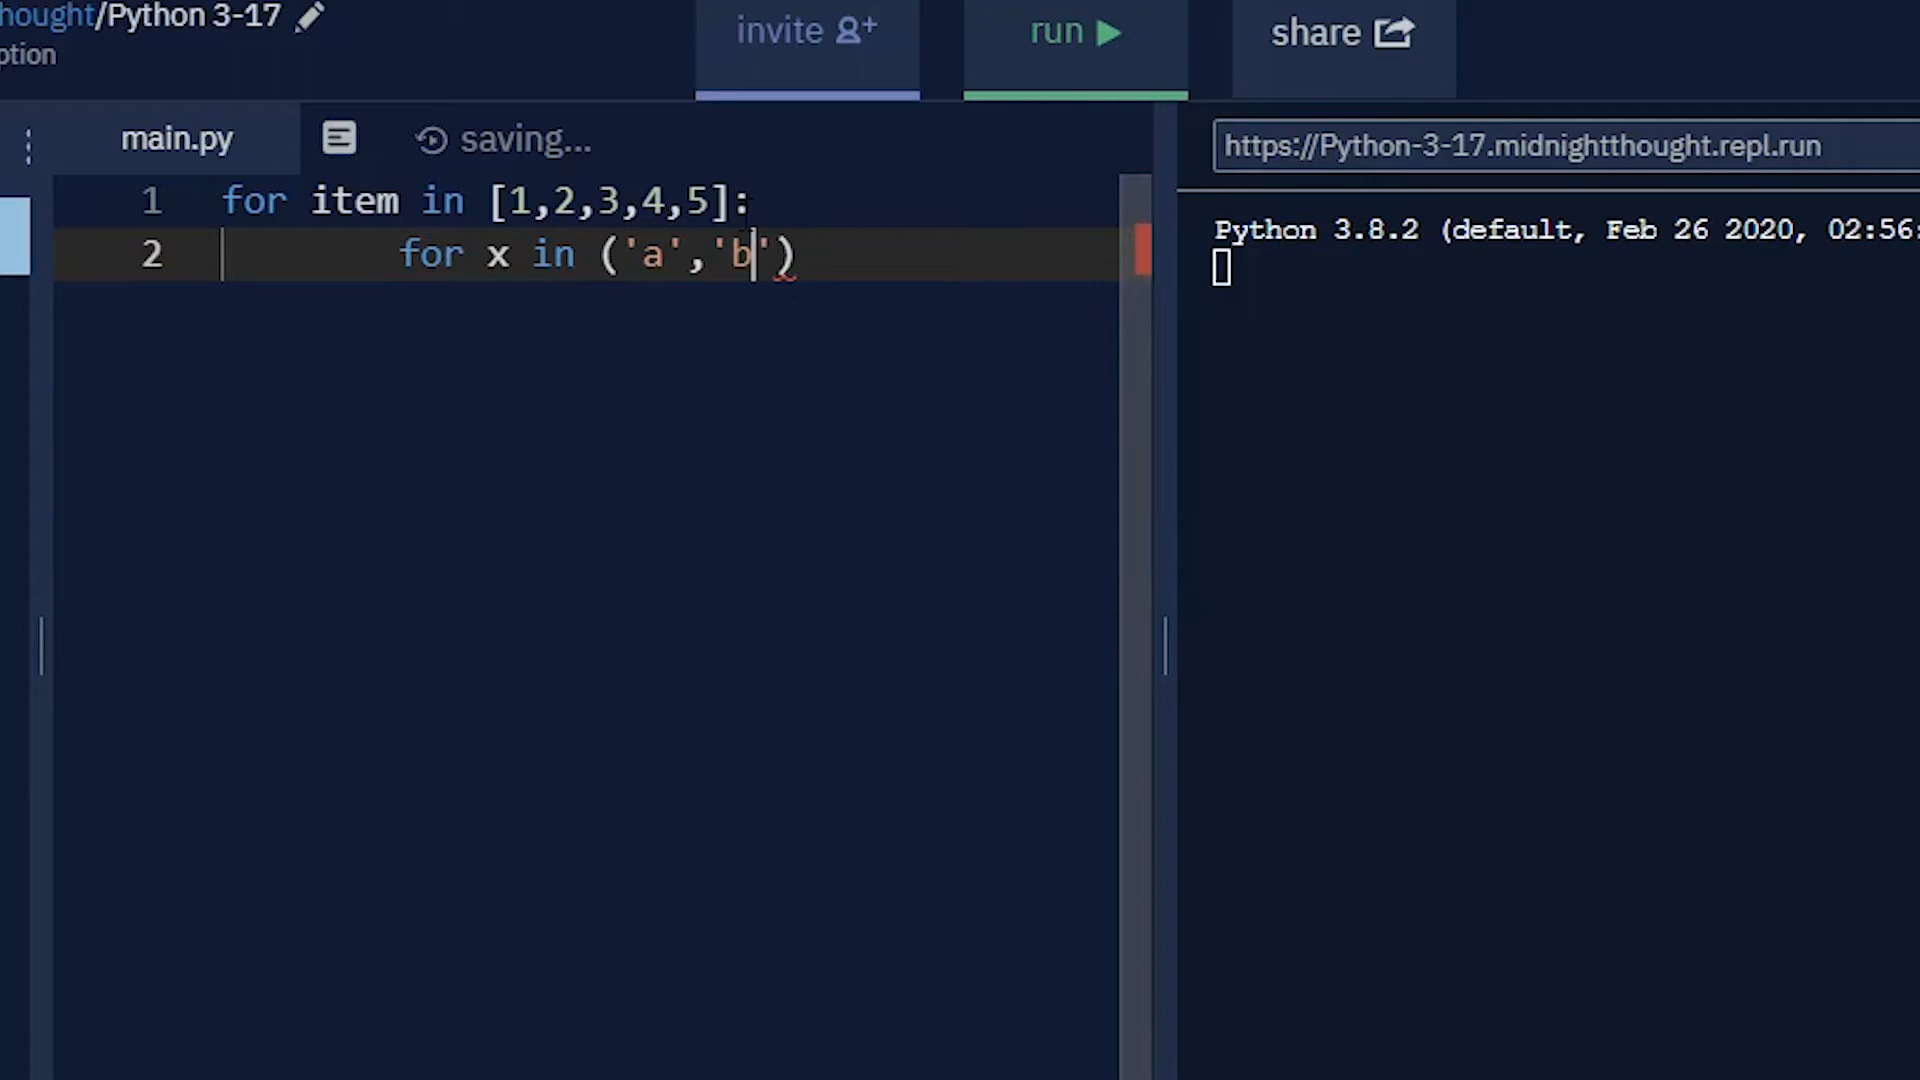 hought/Python 3-17
ption
invite
run
share
main.py
saving...
https://Python-3-17.midnightthought.repl.run
1 for item in [1,2,3,4,5]:
2 for x in ('a','b')
Python 3.8.2 (default, Feb 26 2020, 02:56: